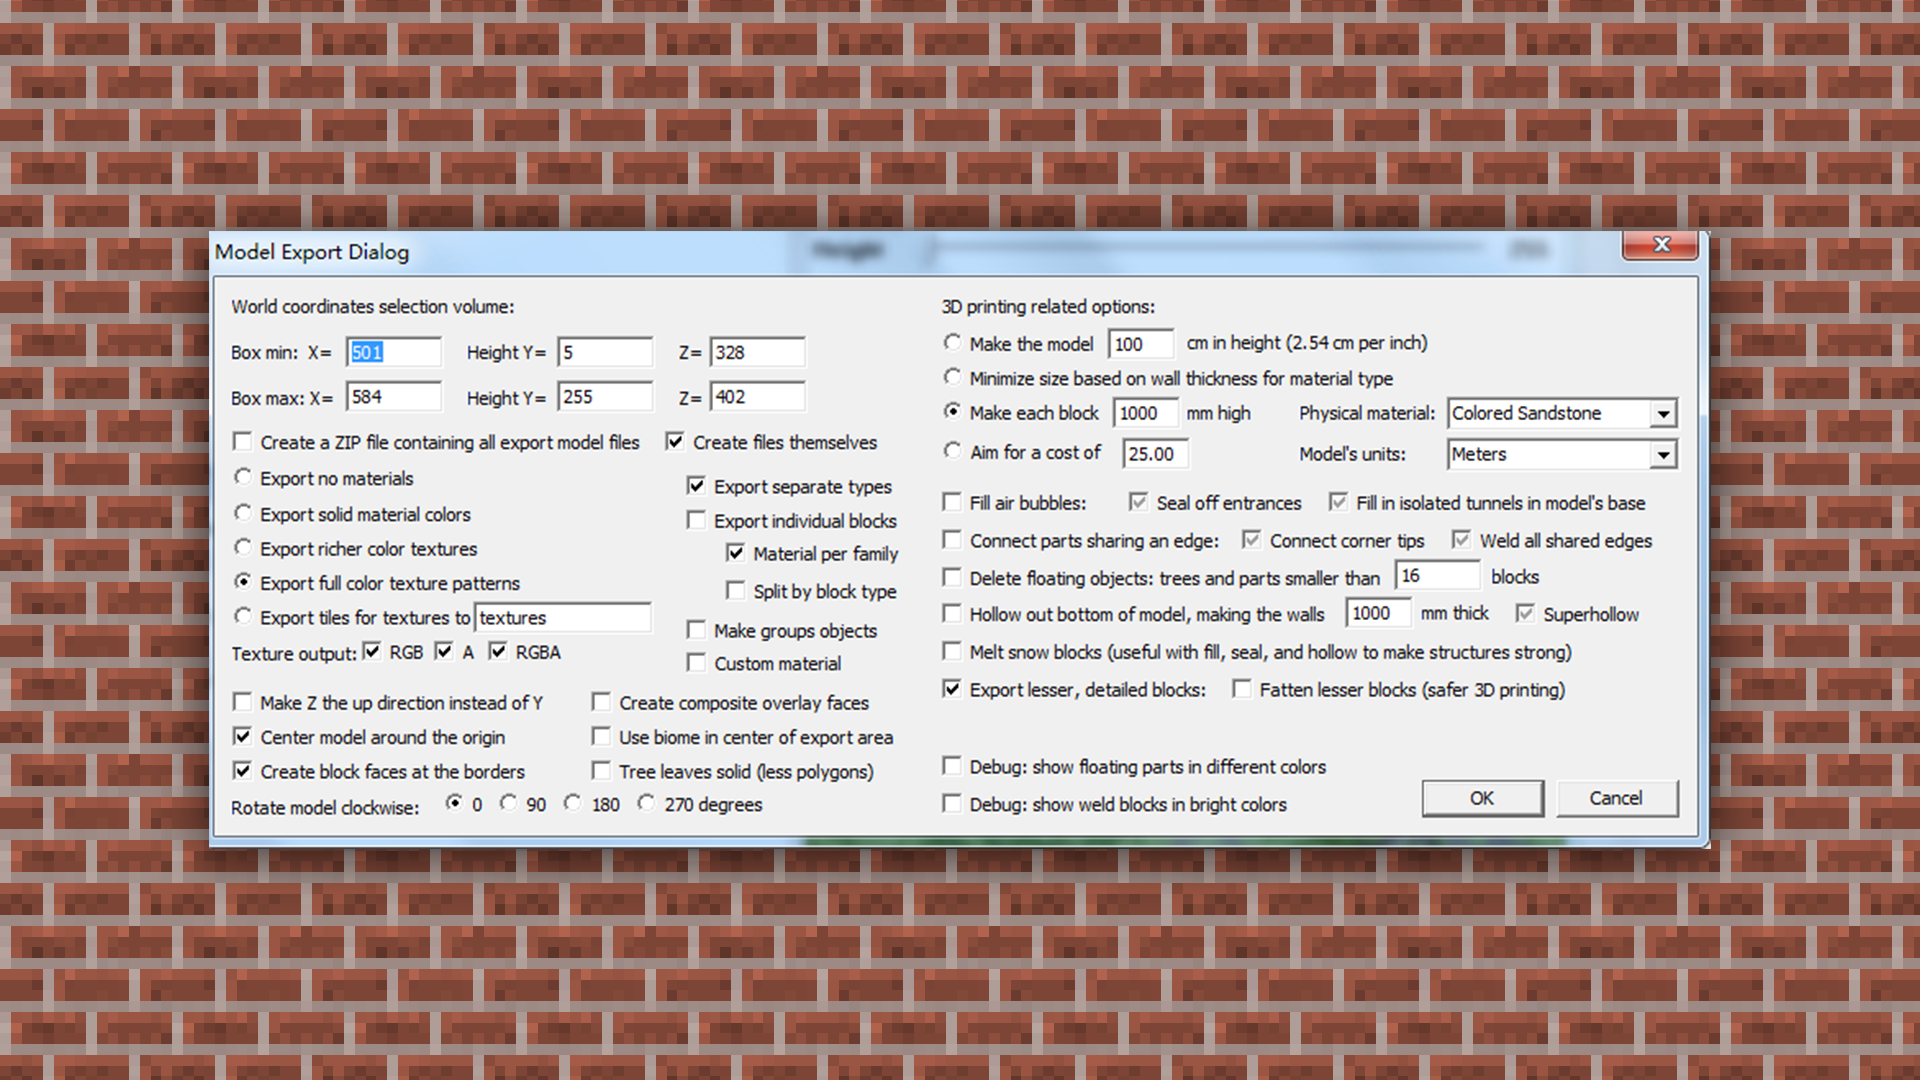 Model Export Dialog
Height 255
World coordinates selection volume:
Box min: X= 501 Height Y= 5 Z= 328
Box max: X= 584 Height Y= 255 Z= 402
Create a ZIP file containing all export model files Create files themselves
Export no materials
Export separate types
Export solid material colors
Export individual blocks
Export richer color textures
Material per family
Export full color texture patterns
Split by block type
Export tiles for textures to textures
Make groups objects
Texture output: RGB A RGBA
Custom material
Make Z the up direction instead of Y Create composite overlay faces
Center model around the origin Use biome in center of export area
Create block faces at the borders Tree leaves solid (less polygons)
Rotate model clockwise: 0 90 180 270 degrees
3D printing related options:
Make the model 100 cm in height (2.54 cm per inch)
Minimize size based on wall thickness for material type
Make each block 1000 mm high Physical material: Colored Sandstone
Aim for a cost of 25.00 Model's units: Meters
Fill air bubbles: Seal off entrances Fill in isolated tunnels in model's base
Connect parts sharing an edge: Connect corner tips Weld all shared edges
Delete floating objects: trees and parts smaller than 16 blocks
Hollow out bottom of model, making the walls 1000 mm thick Superhollow
Melt snow blocks (useful with fill, seal, and hollow to make structures strong)
Export lesser, detailed blocks: Fatten lesser blocks (safer 3D printing)
Debug: show floating parts in different colors
Debug: show weld blocks in bright colors
OK Cancel